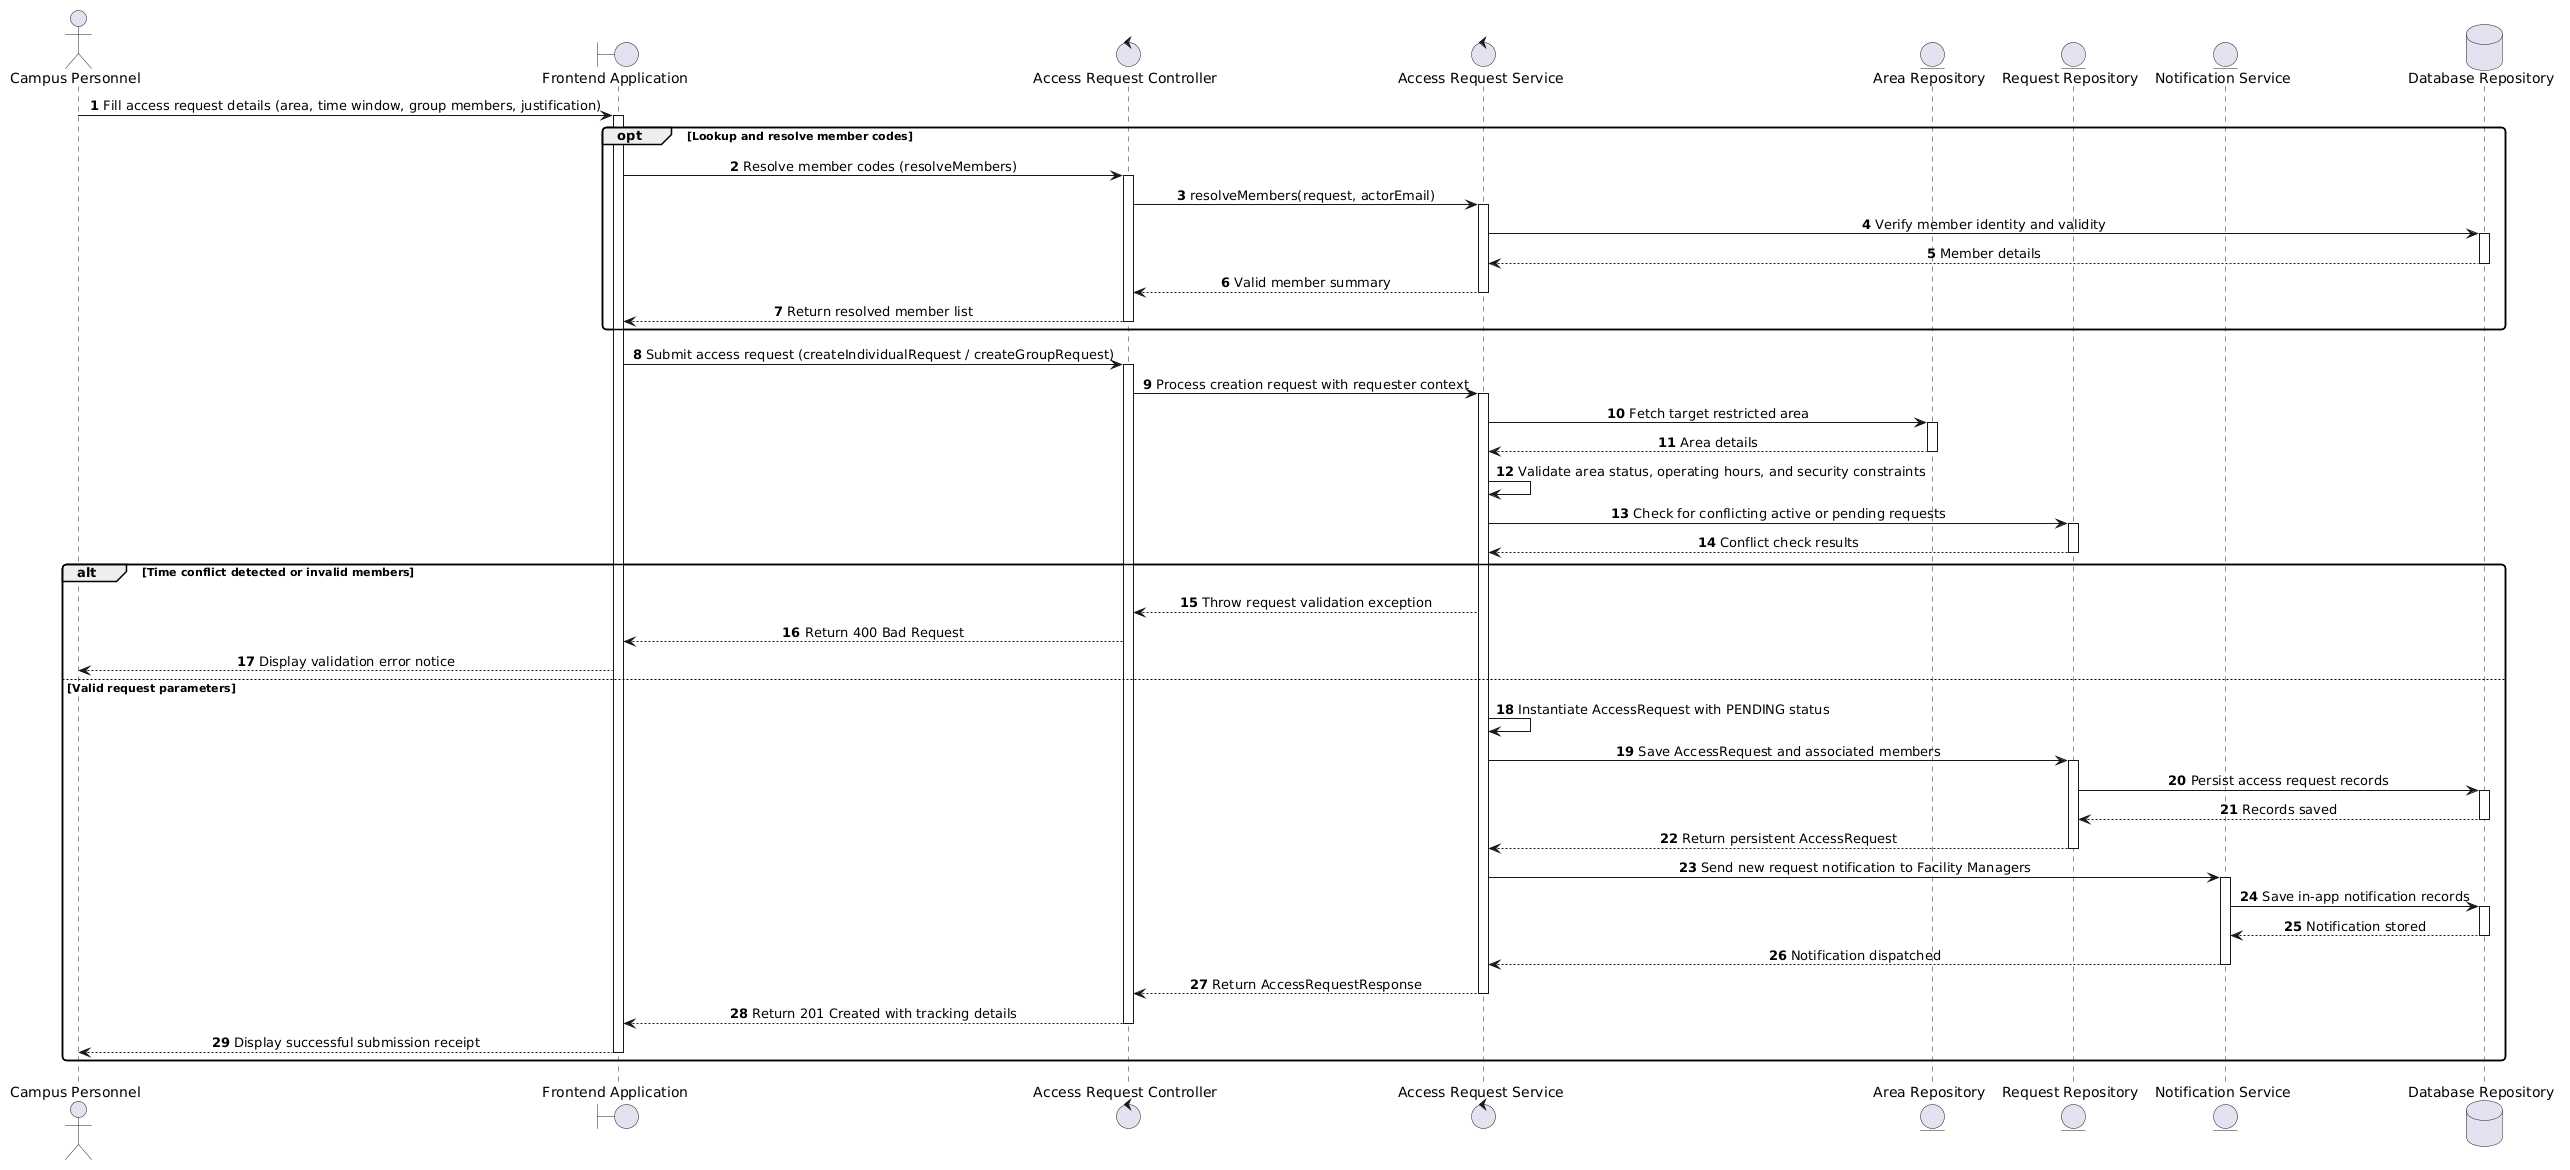 Campus Personnel
Frontend Application
Access Request Controller
Access Request Service
Area Repository
Request Repository
Notification Service
Database Repository
1 Fill access request details (area, time window, group members, justification)
opt [Lookup and resolve member codes]
2 Resolve member codes (resolveMembers)
3 resolveMembers(request, actorEmail)
4 Verify member identity and validity
5 Member details
6 Valid member summary
7 Return resolved member list
8 Submit access request (createIndividualRequest / createGroupRequest)
9 Process creation request with requester context
10 Fetch target restricted area
11 Area details
12 Validate area status, operating hours, and security constraints
13 Check for conflicting active or pending requests
14 Conflict check results
alt [Time conflict detected or invalid members]
15 Throw request validation exception
16 Return 400 Bad Request
17 Display validation error notice
[Valid request parameters]
18 Instantiate AccessRequest with PENDING status
19 Save AccessRequest and associated members
20 Persist access request records
21 Records saved
22 Return persistent AccessRequest
23 Send new request notification to Facility Managers
24 Save in-app notification records
25 Notification stored
26 Notification dispatched
27 Return AccessRequestResponse
28 Return 201 Created with tracking details
29 Display successful submission receipt
Campus Personnel
Frontend Application
Access Request Controller
Access Request Service
Area Repository
Request Repository
Notification Service
Database Repository